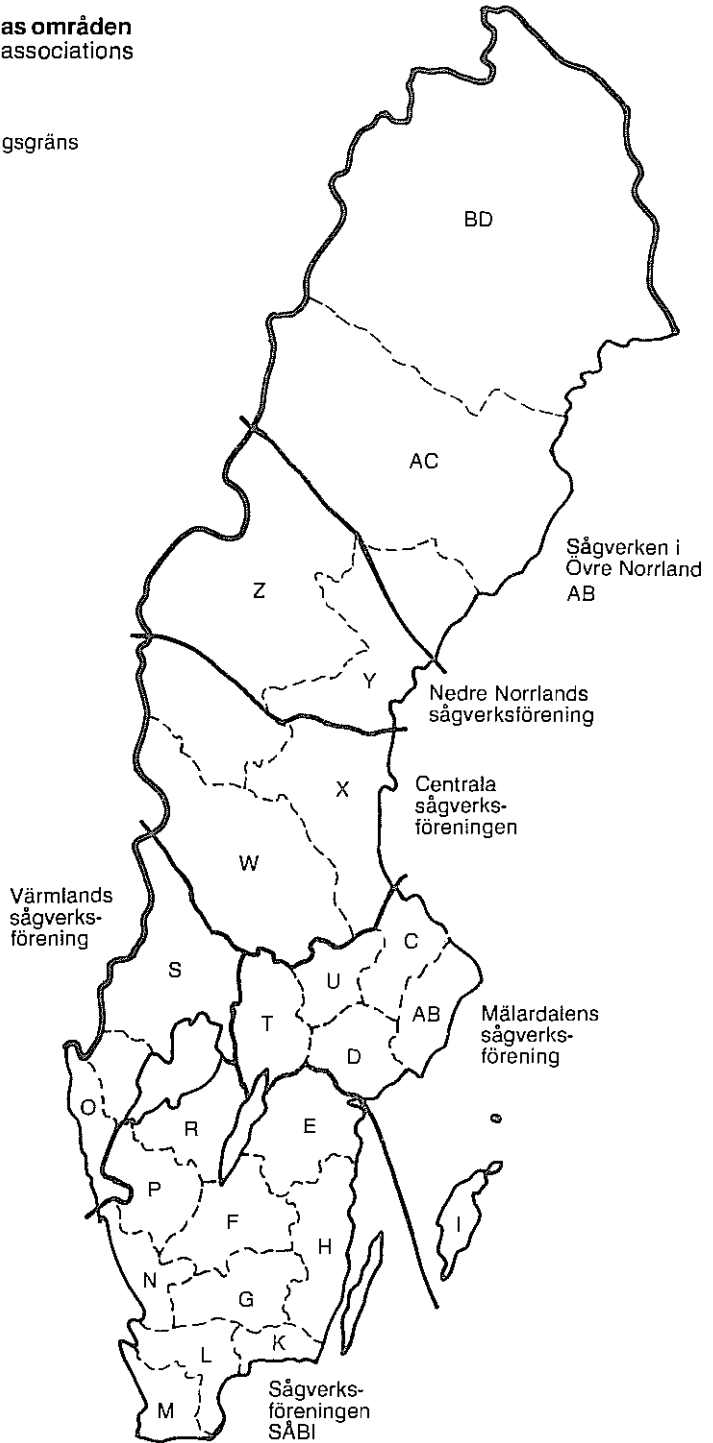 as områden
associations
gsgräns
BD
AC
Sågverken i
Övre Norrland
AB
Z
Y
Nedre Norrlands
sågverksförening
X
Centrala
sågverks-
föreningen
W
Värmlands
sågverks-
förening
S
C
U
T
AB
D
Mälardalens
sågverks-
förening
O
R
E
P
F
H
I
N
G
K
L
M
Sågverks-
föreningen
SÅBI